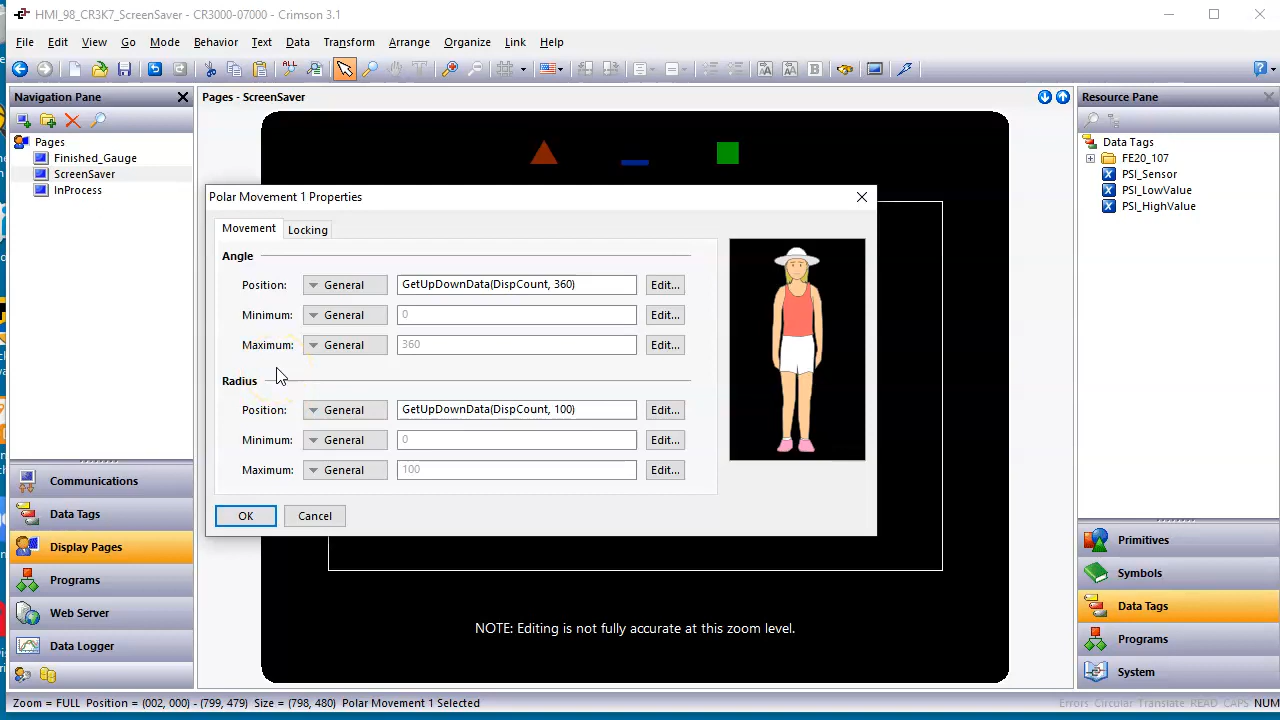 HMI_98_CR3K7_ScreenSaver - CR3000-07000 - Crimson 3.1
File Edit View Go Mode Behavior Text Data Transform Arrange Organize Link Help
Navigation Pane
Pages
Finished_Gauge
ScreenSaver
InProcess
Communications
Data Tags
Display Pages
Programs
Web Server
Data Logger
Pages - ScreenSaver
Polar Movement 1 Properties
Movement Locking
Angle
Position: General GetUpDownData(DispCount, 360) Edit...
Minimum: General 0 Edit...
Maximum: General 360 Edit...
Radius
Position: General GetUpDownData(DispCount, 100) Edit...
Minimum: General 0 Edit...
Maximum: General 100 Edit...
OK Cancel
NOTE: Editing is not fully accurate at this zoom level.
Resource Pane
Data Tags
FE20_107
PSI_Sensor
PSI_LowValue
PSI_HighValue
Primitives
Symbols
Data Tags
Programs
System
Zoom = FULL Position = (002, 000) - (799, 479) Size = (798, 480) Polar Movement 1 Selected
Errors Circular Translate READ CAPS NUM